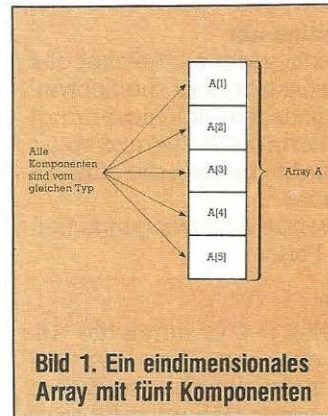 A[1]
A[2]
Alle
Komponenten
sind vom
gleichen Typ
A[3]
Array A
A[4]
A[5]
Bild 1. Ein eindimensionales
Array mit fünf Komponenten